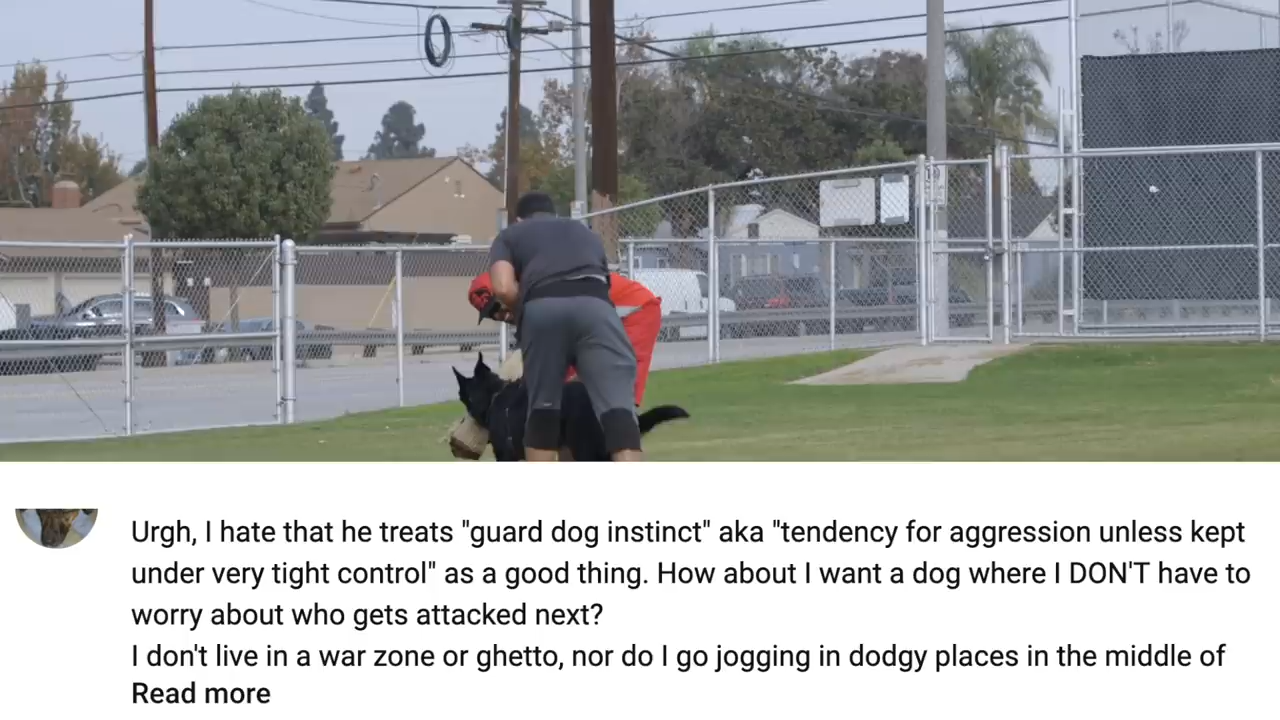 Urgh, I hate that he treats "guard dog instinct" aka "tendency for aggression unless kept
under very tight control" as a good thing. How about I want a dog where I DON'T have to
worry about who gets attacked next?
I don't live in a war zone or ghetto, nor do I go jogging in dodgy places in the middle of
Read more